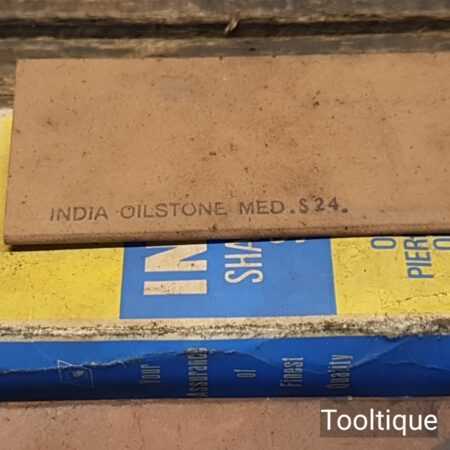 INDIA OILSTONE MED. S24.
IN
SHA
S
O
PIER
O
Your Assurance of Finest Quality
Tooltique